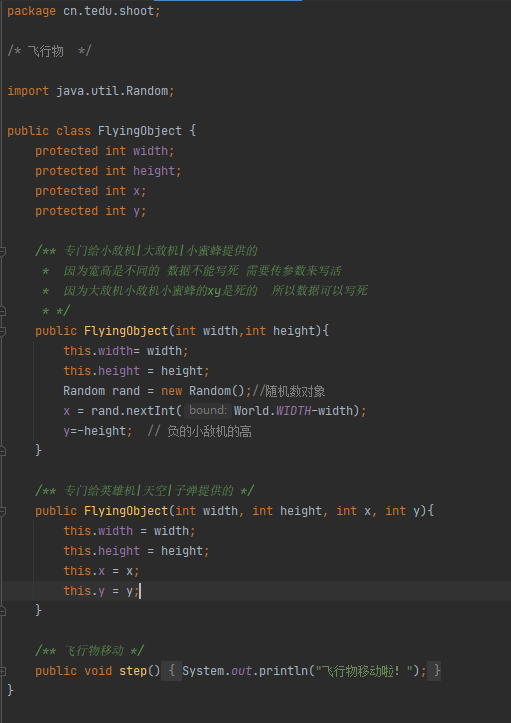 package cn.tedu.shoot;
/* 飞行物  */
import java.util.Random;
public class FlyingObject {
    protected int width;
    protected int height;
    protected int x;
    protected int y;
    /** 专门给小敌机|大敌机|小蜜蜂提供的
     *  因为宽高是不同的 数据不能写死 需要传参数来写活
     *  因为大敌机小敌机小蜜蜂的xy是死的  所以数据可以写死
     * */
    public FlyingObject(int width,int height){
        this.width= width;
        this.height = height;
        Random rand = new Random();//随机数对象
        x = rand.nextInt( bound: World.WIDTH-width);
        y=-height;  // 负的小敌机的高
    }
    /** 专门给英雄机|天空|子弹提供的 */
    public FlyingObject(int width, int height, int x, int y){
        this.width = width;
        this.height = height;
        this.x = x;
        this.y = y;
    }
    /** 飞行物移动 */
    public void step() { System.out.println("飞行物移动啦! "); }
}